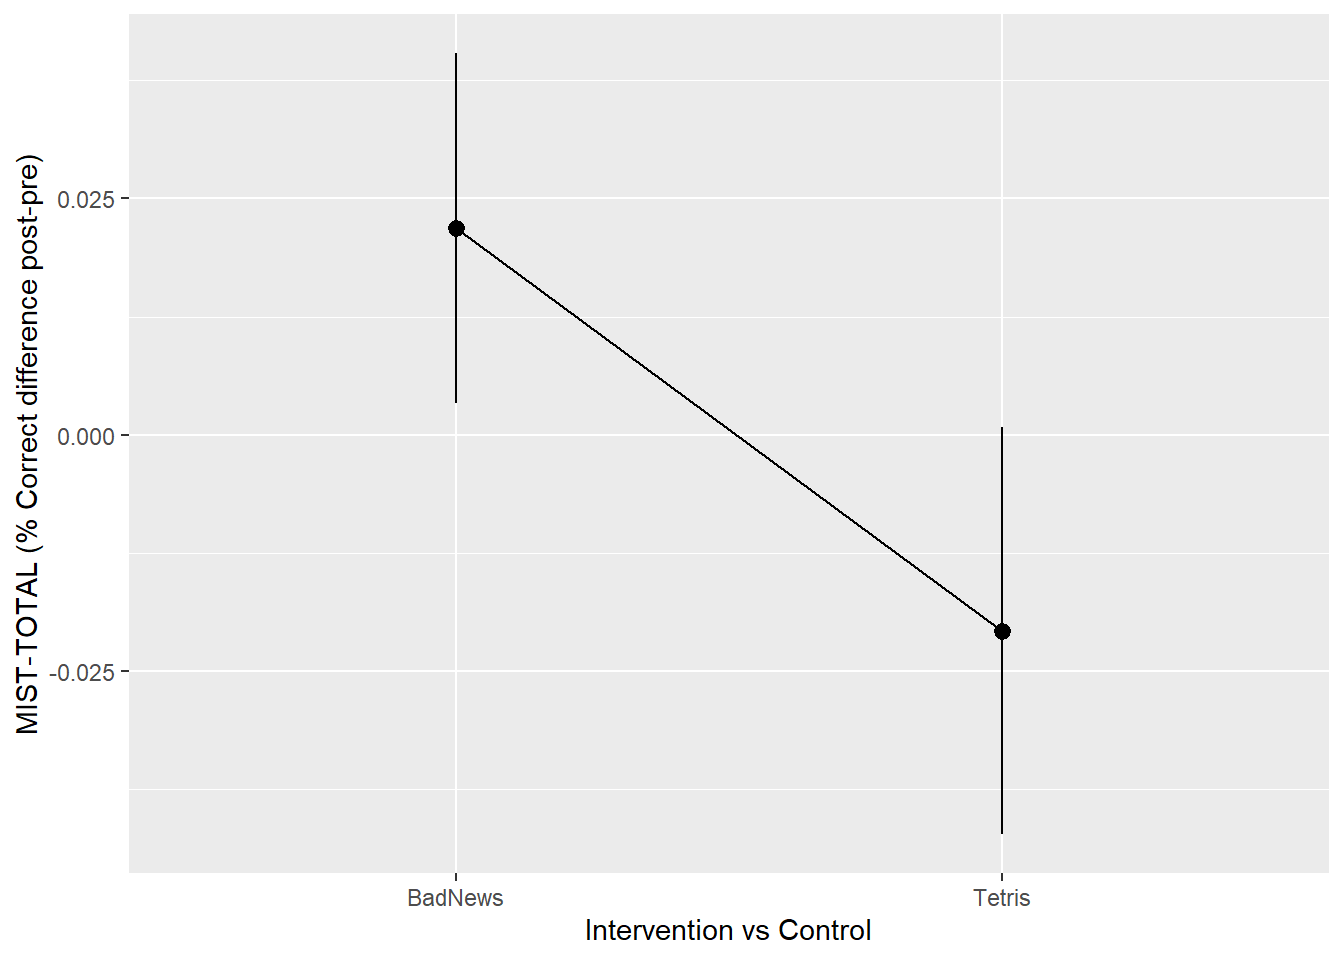 MIST-TOTAL (% Correct difference post-pre)
0.025
0.000
-0.025
BadNews
Tetris
Intervention vs Control